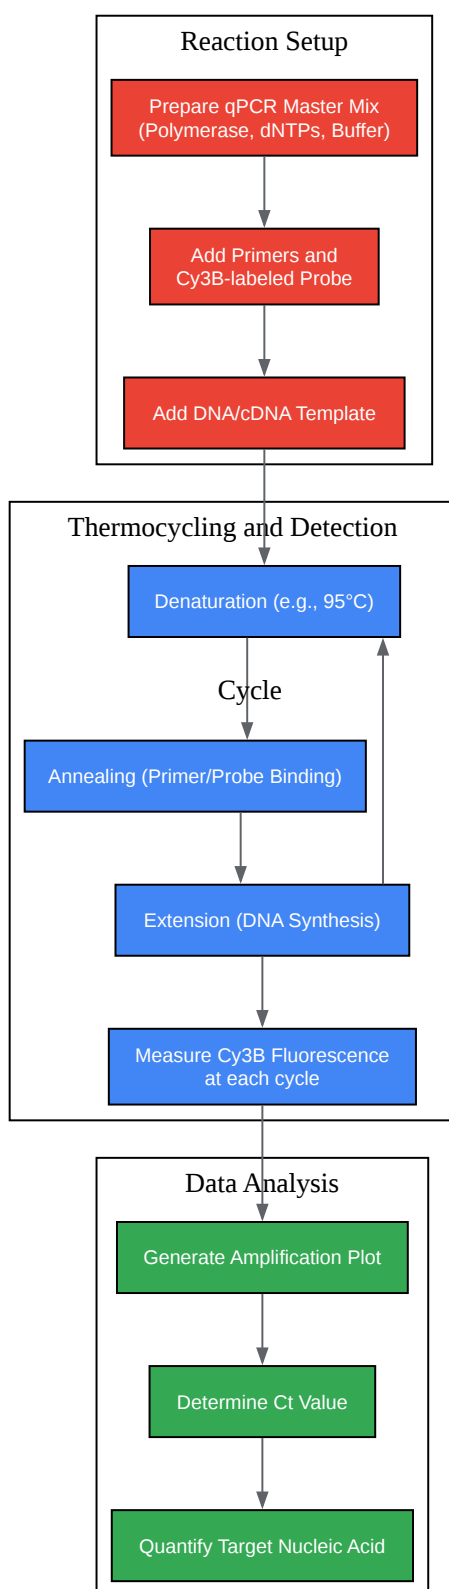 Reaction Setup
Prepare qPCR Master Mix
(Polymerase, dNTPs, Buffer)
Add Primers and
Cy3B-labeled Probe
Add DNA/cDNA Template
Thermocycling and Detection
Denaturation (e.g., 95°C)
Cycle
Annealing (Primer/Probe Binding)
Extension (DNA Synthesis)
Measure Cy3B Fluorescence
at each cycle
Data Analysis
Generate Amplification Plot
Determine Ct Value
Quantify Target Nucleic Acid